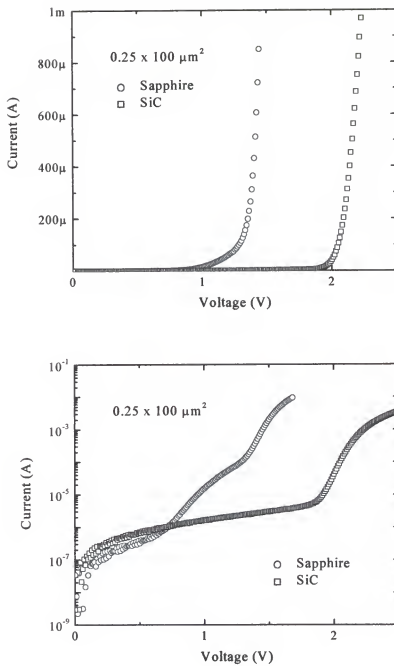 1m
800µ
600µ
400µ
200µ
Current (A)
0.25 x 100 µm²
Sapphire
SiC
0
1
2
Voltage (V)
10⁻¹
10⁻³
10⁻⁵
10⁻⁷
10⁻⁹
Current (A)
0.25 x 100 µm²
Sapphire
SiC
0
1
2
Voltage (V)